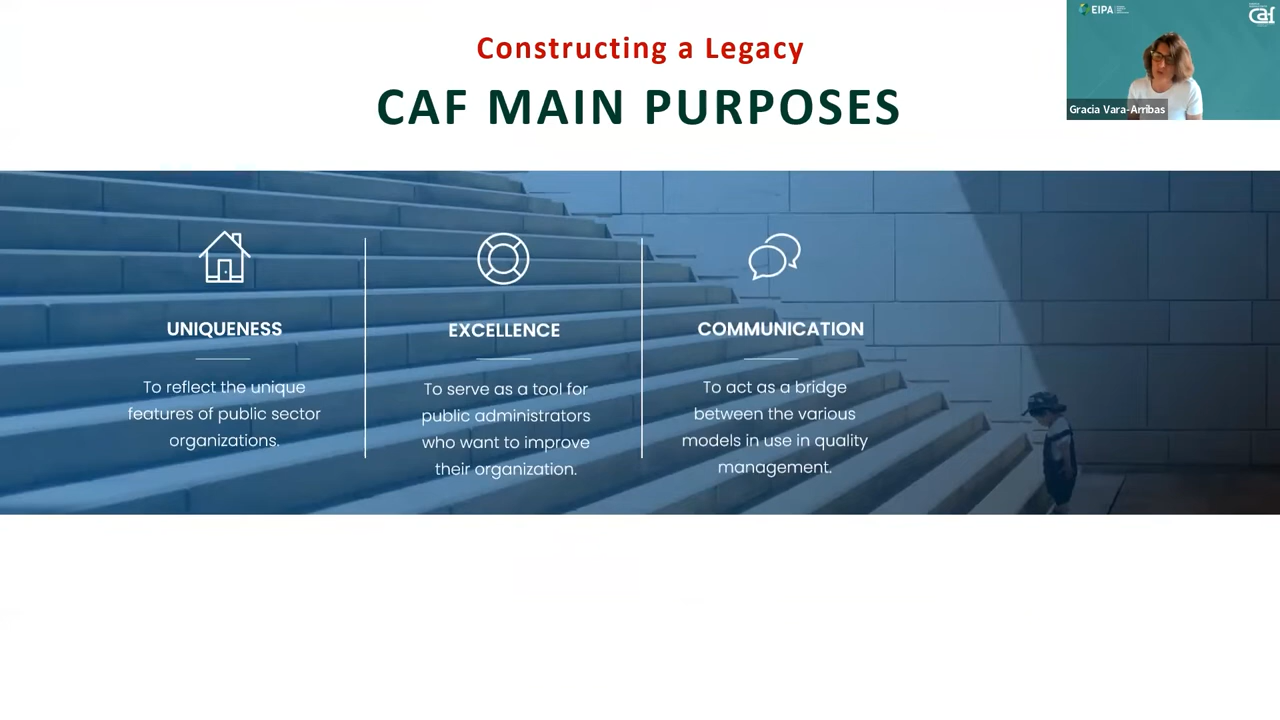 Constructing a Legacy
CAF MAIN PURPOSES
EIPA
caf
Gracia Vara-Arribas
UNIQUENESS
To reflect the unique
features of public sector
organizations.
EXCELLENCE
To serve as a tool for
public administrators
who want to improve
their organization.
COMMUNICATION
To act as a bridge
between the various
models in use in quality
management.